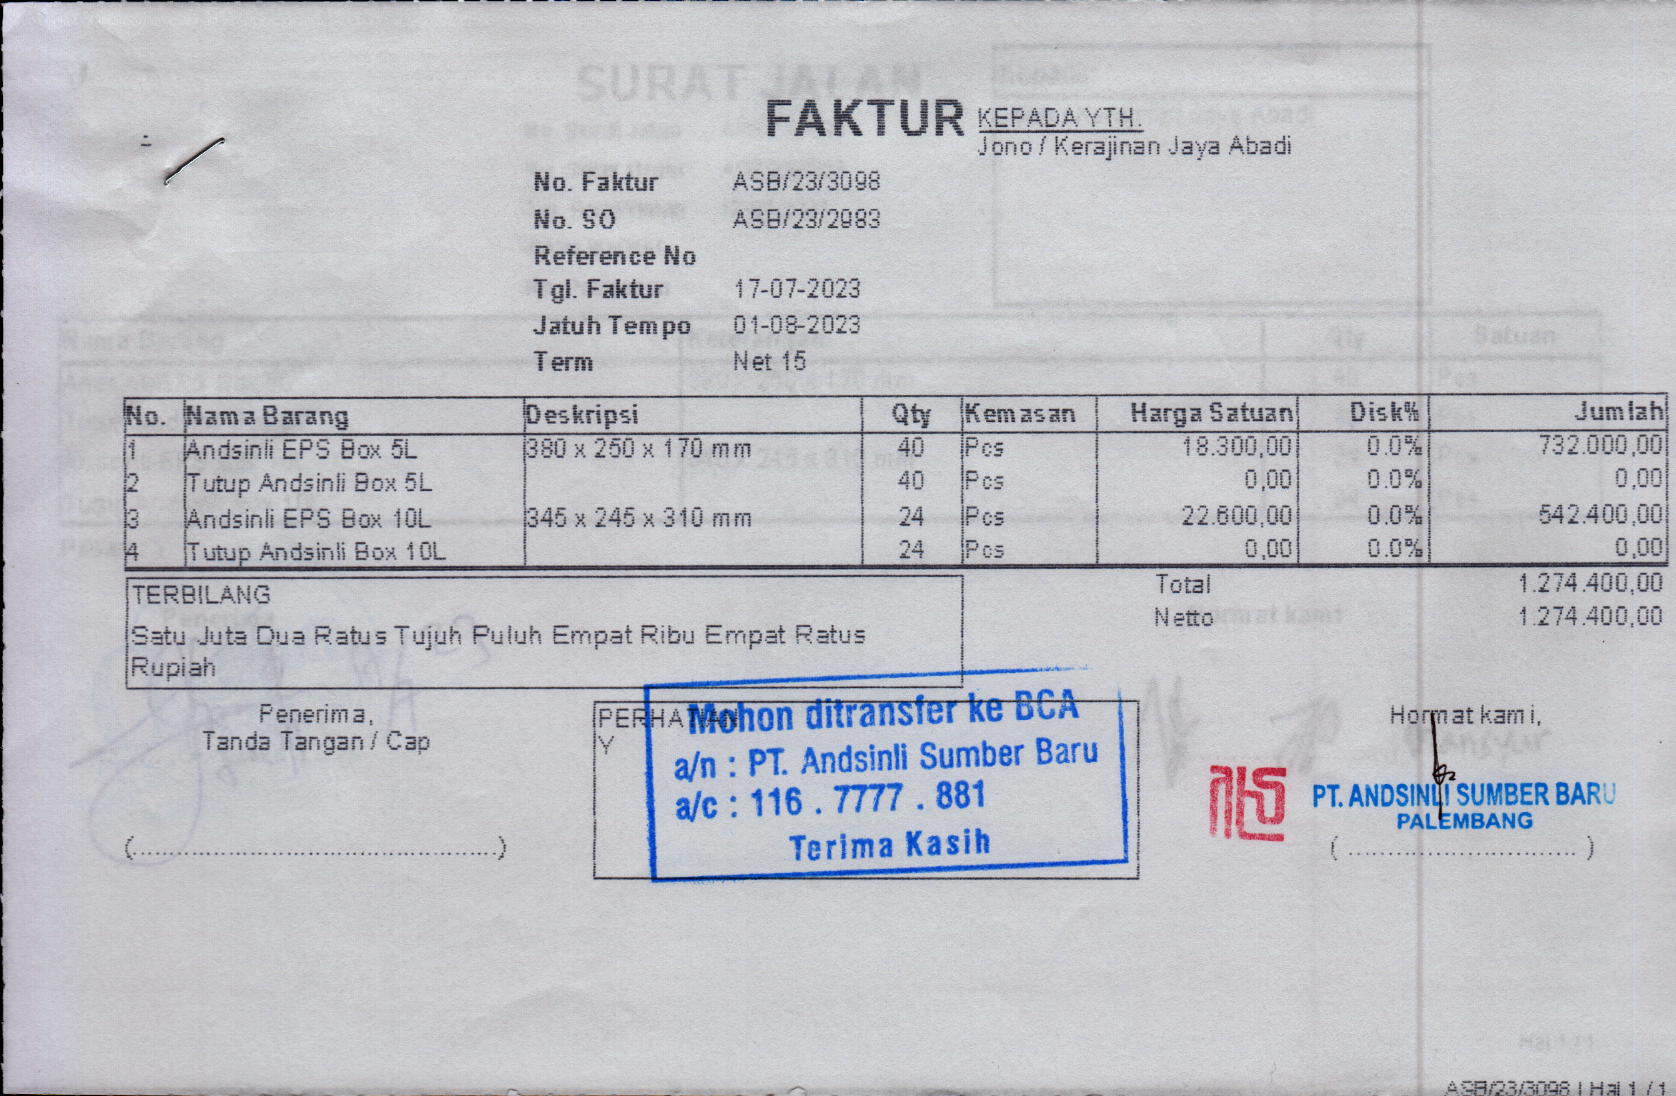 SURAT JALAN
FAKTUR
KEPADA YTH.
Jono / Kerajinan Jaya Abadi
No. Faktur ASB/23/3098
No. SO ASB/23/2983
Reference No
Tgl. Faktur 17-07-2023
Jatuh Tempo 01-08-2023
Term Net 15
No. Nama Barang Deskripsi Qty Kemasan Harga Satuan Disk% Jumlah
1 Andsinli EPS Box 5L 380 x 250 x 170 mm 40 Pcs 18.300,00 0.0% 732.000,00
2 Tutup Andsinli Box 5L 40 Pcs 0,00 0.0% 0,00
3 Andsinli EPS Box 10L 345 x 245 x 310 mm 24 Pcs 22.600,00 0.0% 542.400,00
4 Tutup Andsinli Box 10L 24 Pcs 0,00 0.0% 0,00
Total 1.274.400,00
Netto 1.274.400,00
TERBILANG
Satu Juta Dua Ratus Tujuh Puluh Empat Ribu Empat Ratus
Rupiah
Penerima,
Tanda Tangan / Cap
(..............................................)
PERHATIAN
Y
Mohon ditransfer ke BCA
a/n : PT. Andsinli Sumber Baru
a/c : 116 . 7777 . 881
Terima Kasih
Hormat kami,
PT. ANDSINLI SUMBER BARU
PALEMBANG
( ............................. )
ASB/23/3098 | Hal 1 / 1